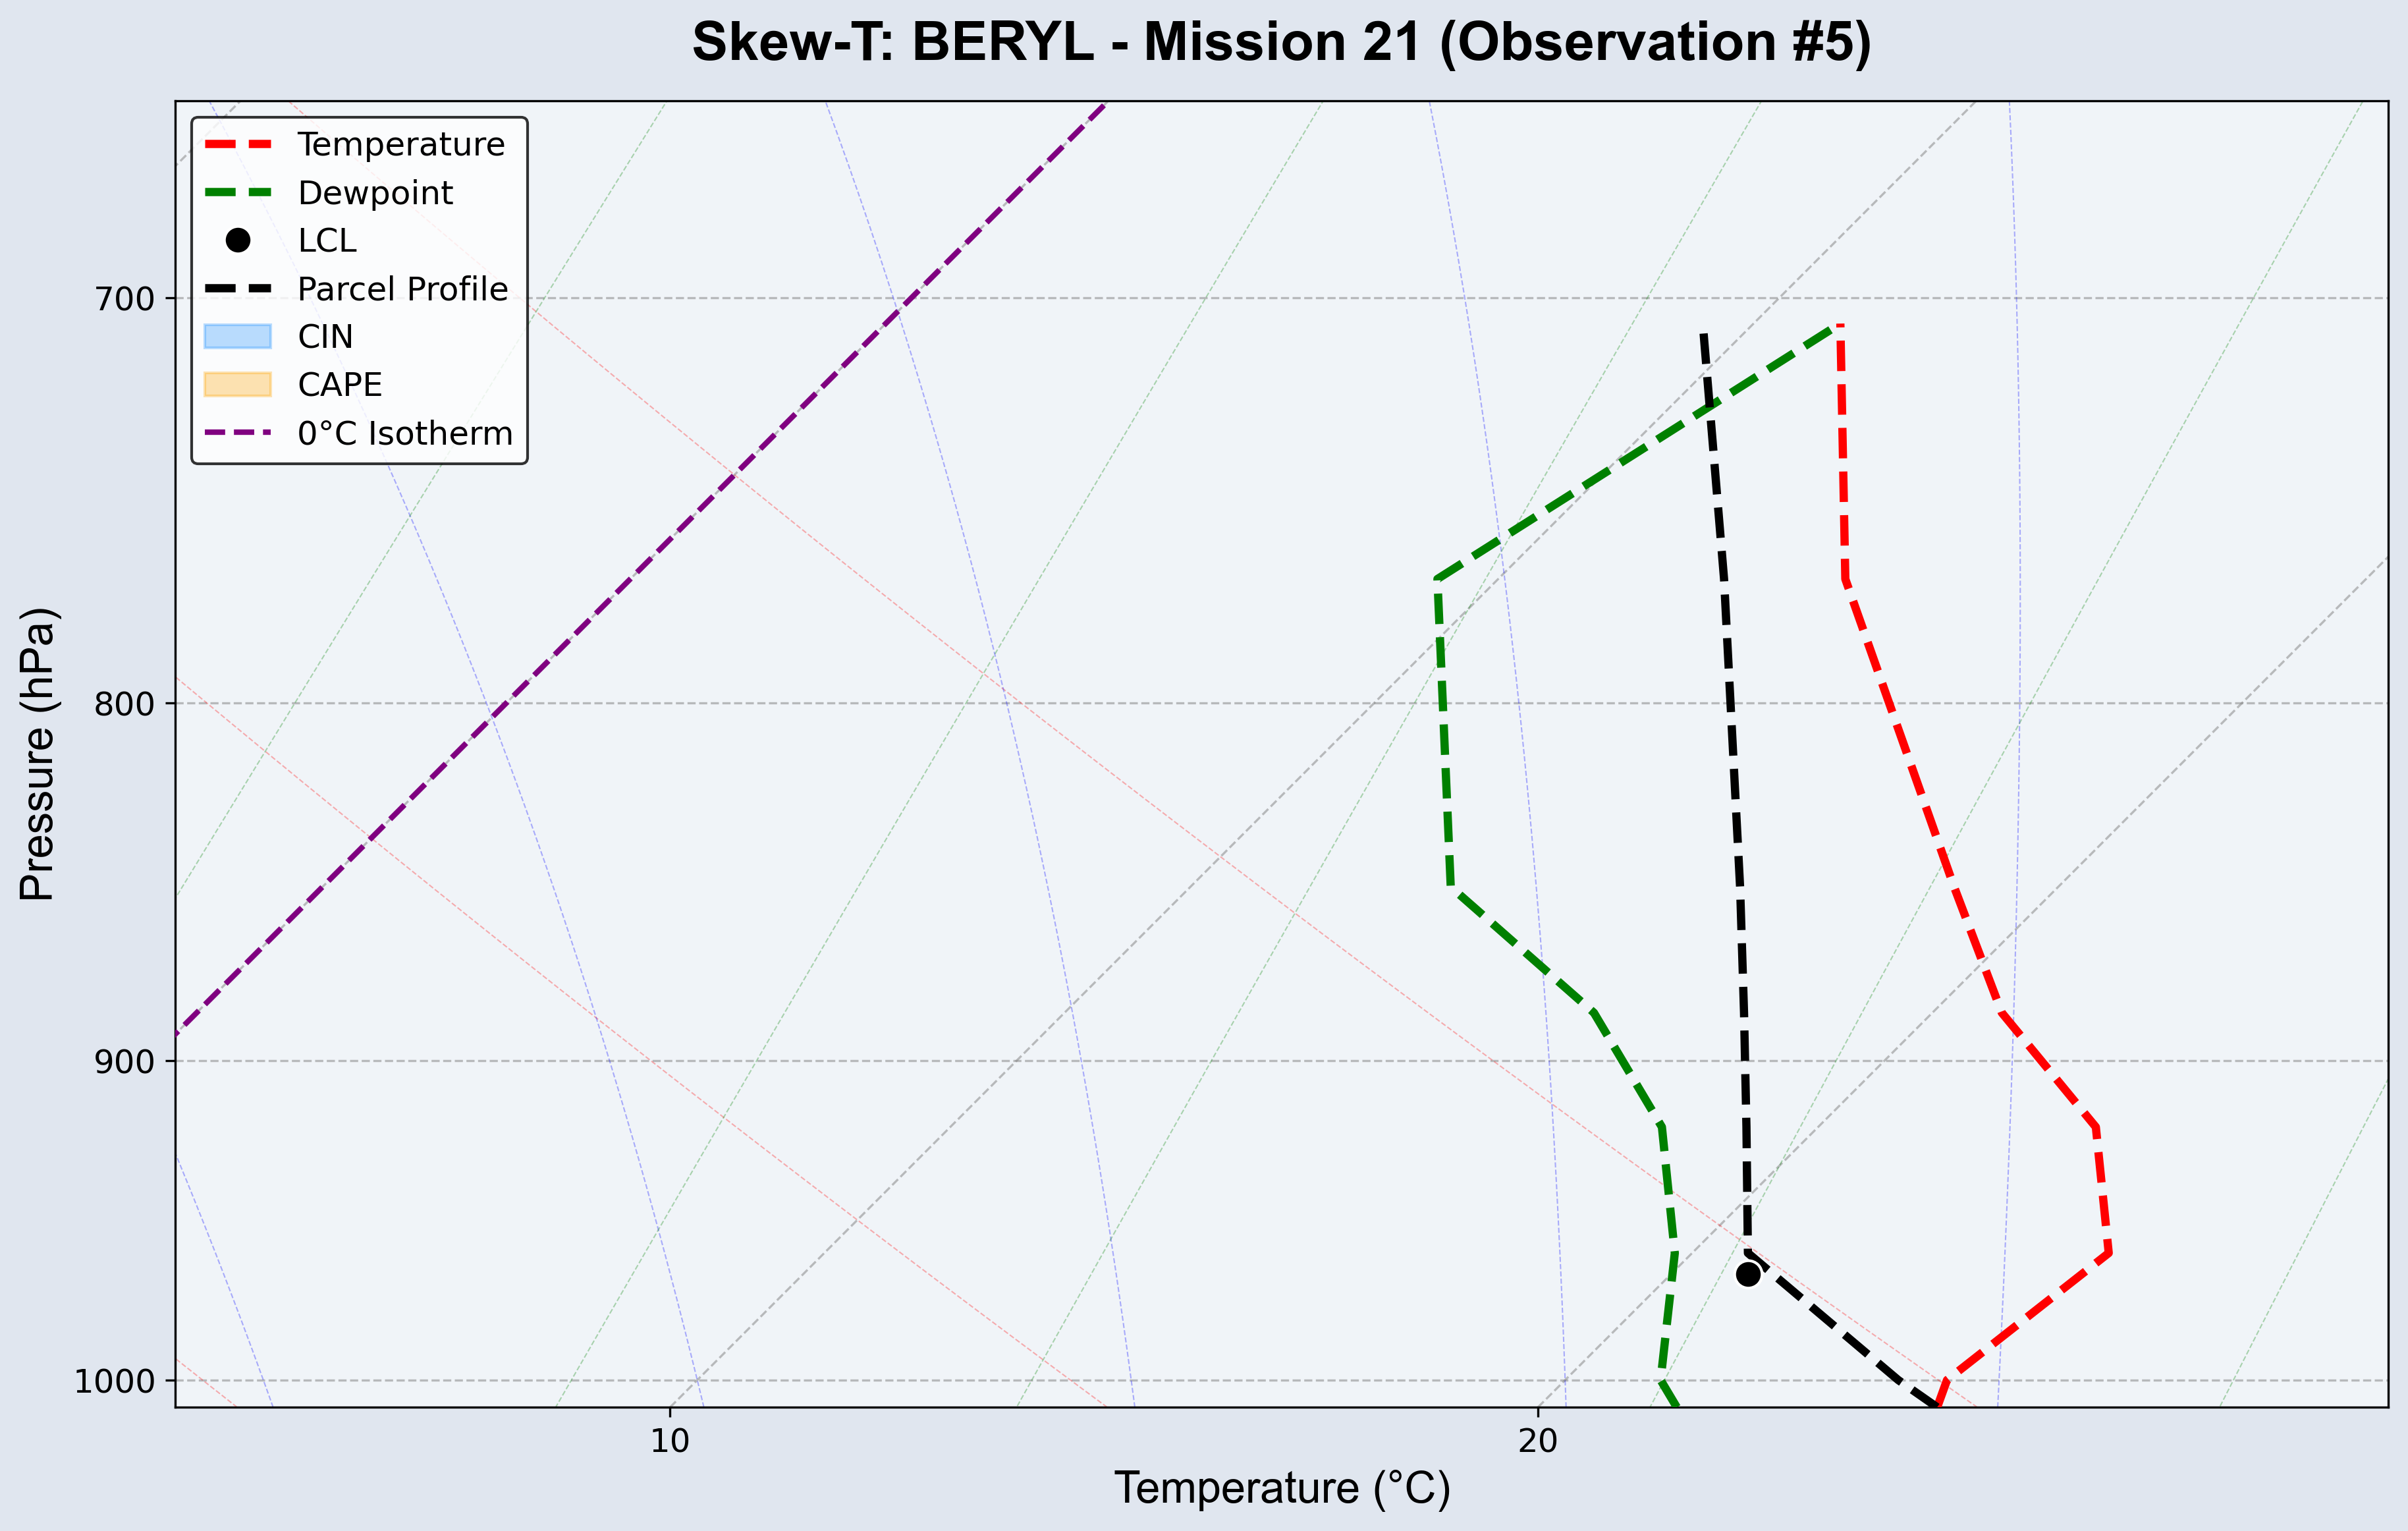 Skew-T: BERYL - Mission 21 (Observation #5)
Temperature
Dewpoint
LCL
Parcel Profile
CIN
CAPE
0°C Isotherm
Pressure (hPa)
700
800
900
1000
10
20
Temperature (°C)